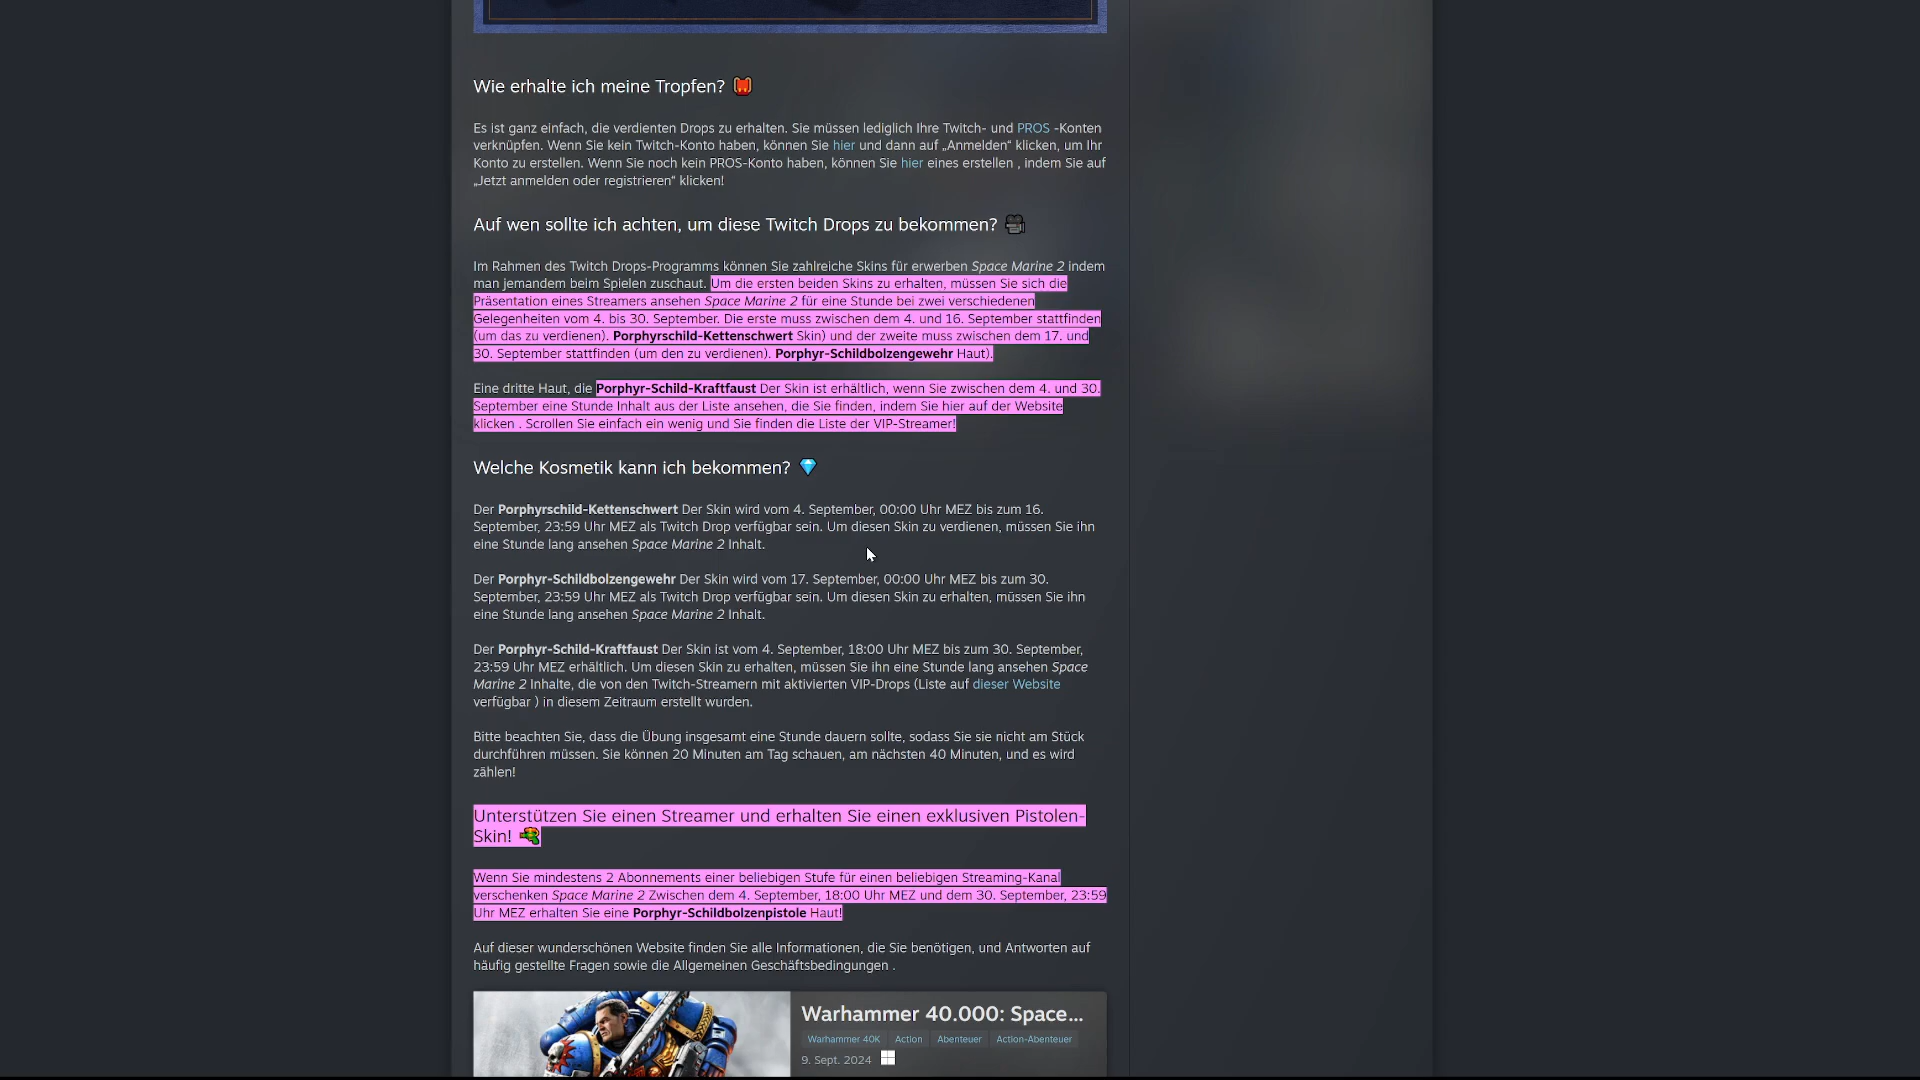 Wie erhalte ich meine Tropfen?
Es ist ganz einfach, die verdienten Drops zu erhalten. Sie müssen lediglich Ihre Twitch- und PROS -Konten
verknüpfen. Wenn Sie kein Twitch-Konto haben, können Sie hier und dann auf „Anmelden“ klicken, um Ihr
Konto zu erstellen. Wenn Sie noch kein PROS-Konto haben, können Sie hier eines erstellen , indem Sie auf
„Jetzt anmelden oder registrieren“ klicken!
Auf wen sollte ich achten, um diese Twitch Drops zu bekommen?
Im Rahmen des Twitch Drops-Programms können Sie zahlreiche Skins für erwerben Space Marine 2 indem
man jemandem beim Spielen zuschaut. Um die ersten beiden Skins zu erhalten, müssen Sie sich die
Präsentation eines Streamers ansehen Space Marine 2 für eine Stunde bei zwei verschiedenen
Gelegenheiten vom 4. bis 30. September. Die erste muss zwischen dem 4. und 16. September stattfinden
(um das zu verdienen). Porphyrschild-Kettenschwert Skin) und der zweite muss zwischen dem 17. und
30. September stattfinden (um den zu verdienen). Porphyr-Schildbolzengewehr Haut).
Eine dritte Haut, die Porphyr-Schild-Kraftfaust Der Skin ist erhältlich, wenn Sie zwischen dem 4. und 30.
September eine Stunde Inhalt aus der Liste ansehen, die Sie finden, indem Sie hier auf der Website
klicken . Scrollen Sie einfach ein wenig und Sie finden die Liste der VIP-Streamer!
Welche Kosmetik kann ich bekommen?
Der Porphyrschild-Kettenschwert Der Skin wird vom 4. September, 00:00 Uhr MEZ bis zum 16.
September, 23:59 Uhr MEZ als Twitch Drop verfügbar sein. Um diesen Skin zu verdienen, müssen Sie ihn
eine Stunde lang ansehen Space Marine 2 Inhalt.
Der Porphyr-Schildbolzengewehr Der Skin wird vom 17. September, 00:00 Uhr MEZ bis zum 30.
September, 23:59 Uhr MEZ als Twitch Drop verfügbar sein. Um diesen Skin zu erhalten, müssen Sie ihn
eine Stunde lang ansehen Space Marine 2 Inhalt.
Der Porphyr-Schild-Kraftfaust Der Skin ist vom 4. September, 18:00 Uhr MEZ bis zum 30. September,
23:59 Uhr MEZ erhältlich. Um diesen Skin zu erhalten, müssen Sie ihn eine Stunde lang ansehen Space
Marine 2 Inhalte, die von den Twitch-Streamern mit aktivierten VIP-Drops (Liste auf dieser Website
verfügbar ) in diesem Zeitraum erstellt wurden.
Bitte beachten Sie, dass die Übung insgesamt eine Stunde dauern sollte, sodass Sie sie nicht am Stück
durchführen müssen. Sie können 20 Minuten am Tag schauen, am nächsten 40 Minuten, und es wird
zählen!
Unterstützen Sie einen Streamer und erhalten Sie einen exklusiven Pistolen-
Skin!
Wenn Sie mindestens 2 Abonnements einer beliebigen Stufe für einen beliebigen Streaming-Kanal
verschenken Space Marine 2 Zwischen dem 4. September, 18:00 Uhr MEZ und dem 30. September, 23:59
Uhr MEZ erhalten Sie eine Porphyr-Schildbolzenpistole Haut!
Auf dieser wunderschönen Website finden Sie alle Informationen, die Sie benötigen, und Antworten auf
häufig gestellte Fragen sowie die Allgemeinen Geschäftsbedingungen .
Warhammer 40.000: Space...
Warhammer 40K Action Abenteuer Action-Abenteuer
9. Sept. 2024